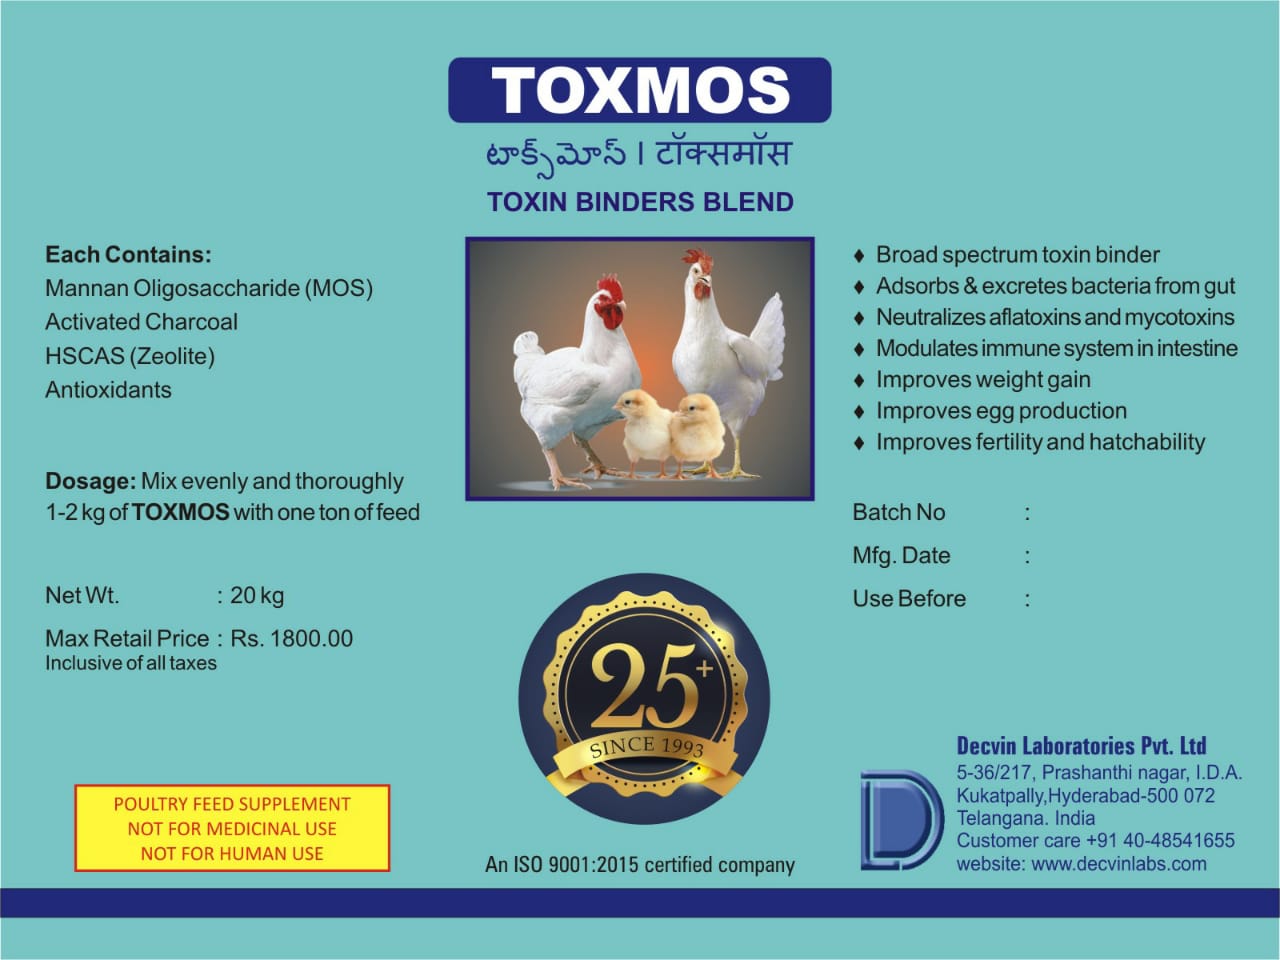 TOXMOS
టాక్స్‌మోస్ | टॉक्समॉस
TOXIN BINDERS BLEND
Each Contains:
Mannan Oligosaccharide (MOS)
Activated Charcoal
HSCAS (Zeolite)
Antioxidants
Dosage: Mix evenly and thoroughly
1-2 kg of TOXMOS with one ton of feed
Net Wt. : 20 kg
Max Retail Price : Rs. 1800.00
Inclusive of all taxes
POULTRY FEED SUPPLEMENT
NOT FOR MEDICINAL USE
NOT FOR HUMAN USE
25+
SINCE 1993
An ISO 9001:2015 certified company
♦ Broad spectrum toxin binder
♦ Adsorbs & excretes bacteria from gut
♦ Neutralizes aflatoxins and mycotoxins
♦ Modulates immune system in intestine
♦ Improves weight gain
♦ Improves egg production
♦ Improves fertility and hatchability
Batch No :
Mfg. Date :
Use Before :
Decvin Laboratories Pvt. Ltd
5-36/217, Prashanthi nagar, I.D.A.
Kukatpally,Hyderabad-500 072
Telangana. India
Customer care +91 40-48541655
website: www.decvinlabs.com